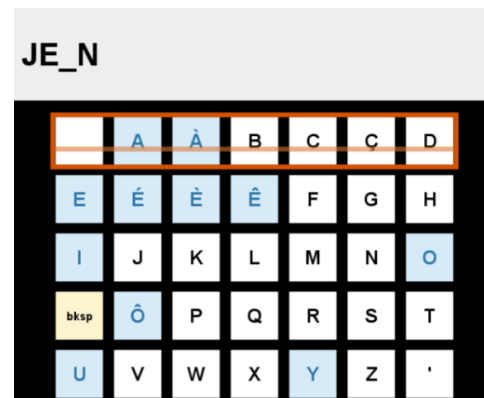 JE_N
A À B C Ç D
E É È Ê F G H
I J K L M N O
bksp Ô P Q R S T
U V W X Y Z '